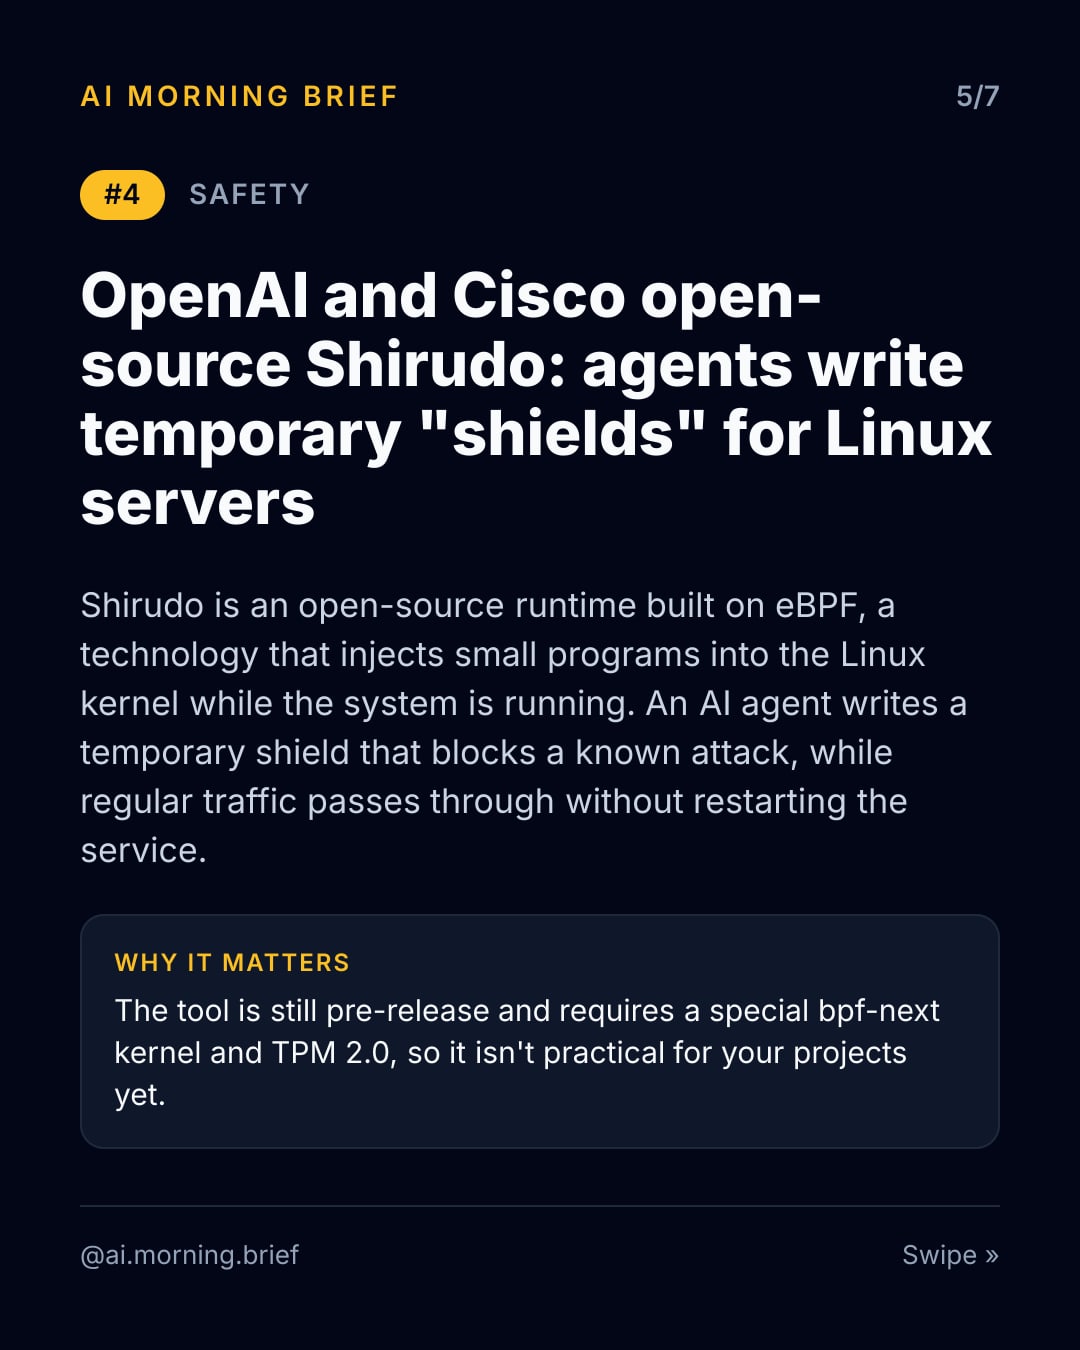 AI MORNING BRIEF
5/7
#4
SAFETY
OpenAI and Cisco open-
source Shirudo: agents write
temporary "shields" for Linux
servers
Shirudo is an open-source runtime built on eBPF, a
technology that injects small programs into the Linux
kernel while the system is running. An AI agent writes a
temporary shield that blocks a known attack, while
regular traffic passes through without restarting the
service.
WHY IT MATTERS
The tool is still pre-release and requires a special bpf-next
kernel and TPM 2.0, so it isn't practical for your projects
yet.
@ai.morning.brief
Swipe »